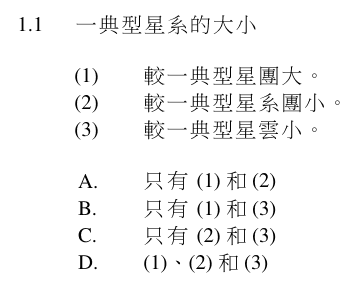 1.1 一典型星系的大小
(1) 較一典型星團大。
(2) 較一典型星系團小。
(3) 較一典型星雲小。
A. 只有 (1) 和 (2)
B. 只有 (1) 和 (3)
C. 只有 (2) 和 (3)
D. (1)、(2) 和 (3)